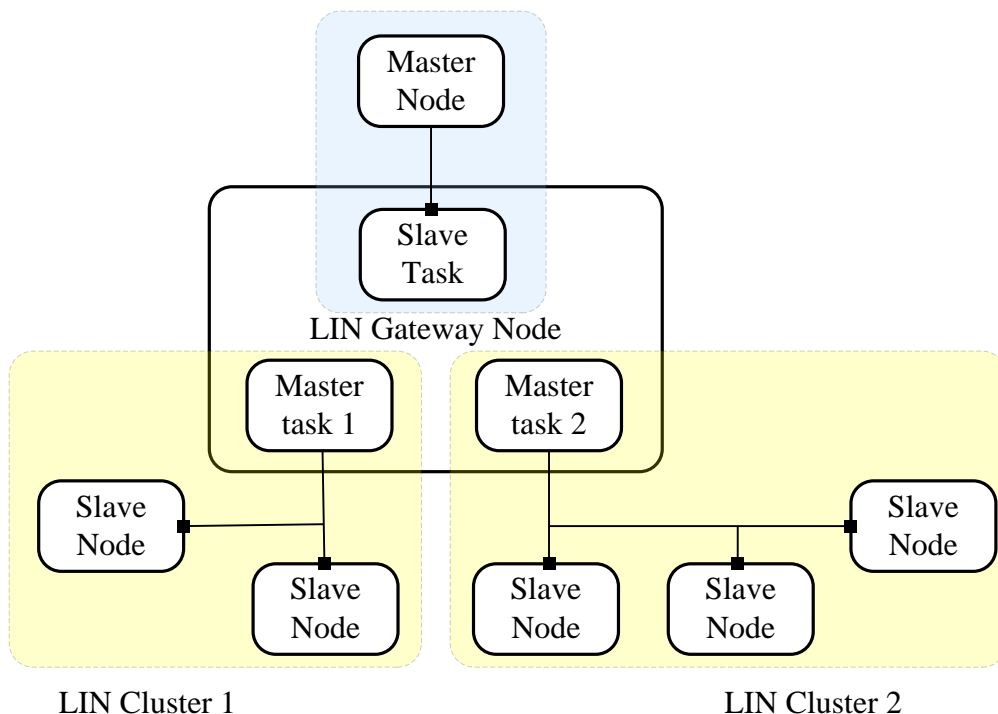 Master
Node
Slave
Task
LIN Gateway Node
Master
task 1
Master
task 2
Slave
Node
Slave
Node
Slave
Node
Slave
Node
Slave
Node
LIN Cluster 1
LIN Cluster 2